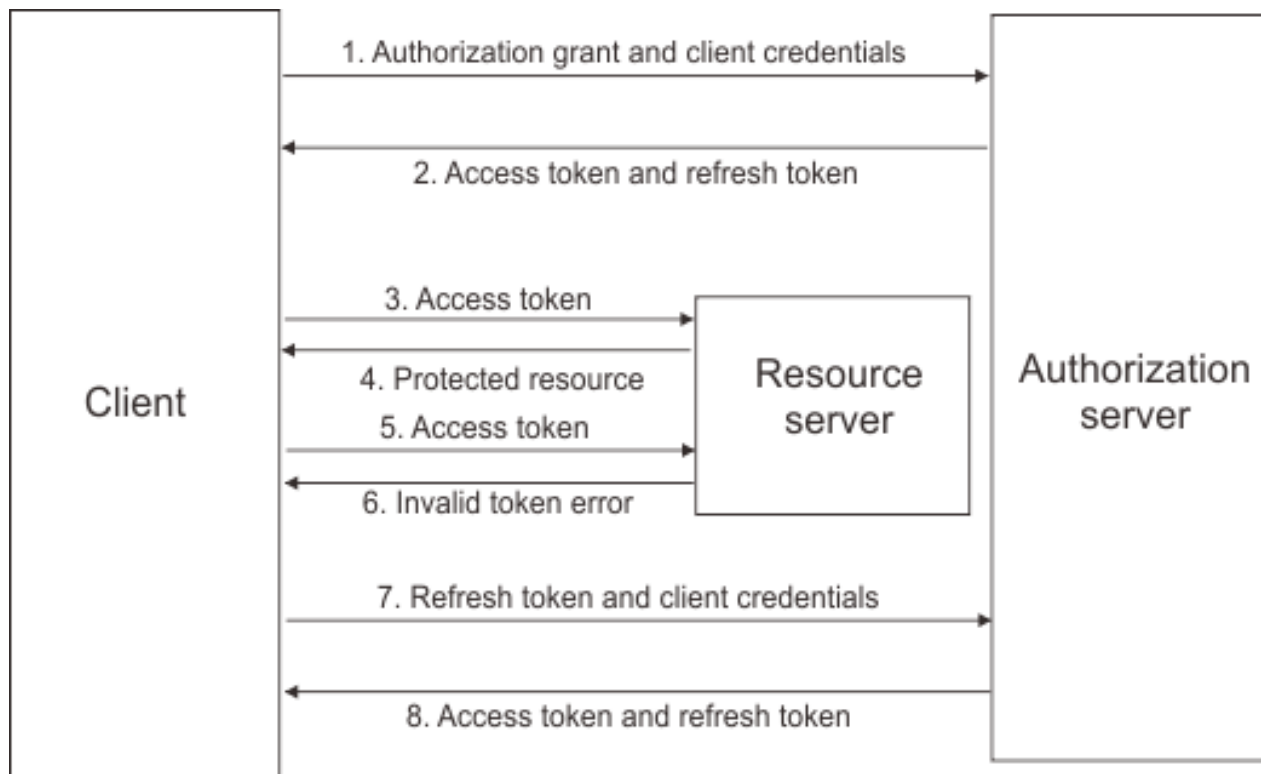 1. Authorization grant and client credentials
2. Access token and refresh token
3. Access token
4. Protected resource
5. Access token
6. Invalid token error
7. Refresh token and client credentials
8. Access token and refresh token
Client
Resource
server
Authorization
server